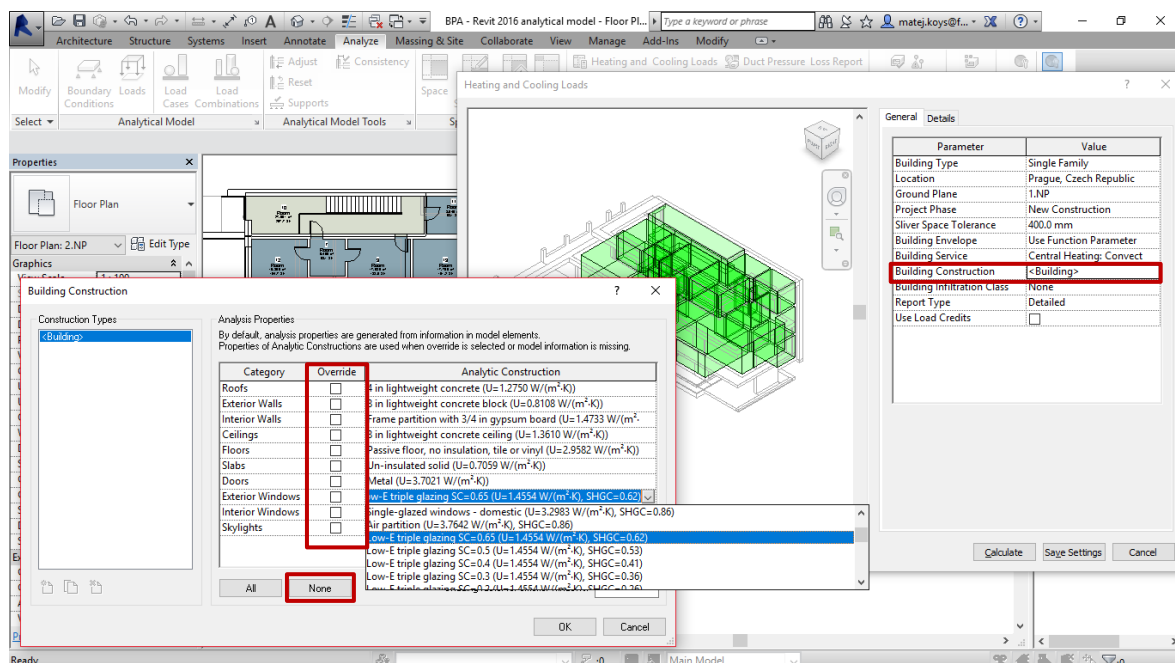 BPA - Revit 2016 analytical model - Floor Pl...
Type a keyword or phrase
matej.koys@f...
Architecture Structure Systems Insert Annotate Analyze Massing & Site Collaborate View Manage Add-Ins Modify
Modify
Boundary Conditions
Loads
Load Cases
Load Combinations
Adjust
Reset
Supports
Consistency
Space
Heating and Cooling Loads
Duct Pressure Loss Report
Select
Analytical Model
Analytical Model Tools
Properties
Floor Plan
Floor Plan: 2.NP
Edit Type
Graphics
Heating and Cooling Loads
General
Details
Parameter Value
Building Type Single Family
Location Prague, Czech Republic
Ground Plane 1.NP
Project Phase New Construction
Sliver Space Tolerance 400.0 mm
Building Envelope Use Function Parameter
Building Service Central Heating: Convect
Building Construction <Building>
Building Infiltration Class None
Report Type Detailed
Use Load Credits
Calculate
Save Settings
Cancel
Building Construction
Construction Types
<Building>
Analysis Properties
By default, analysis properties are generated from information in model elements.
Properties of Analytic Constructions are used when override is selected or model information is missing.
Category Override Analytic Construction
Roofs 4 in lightweight concrete (U=1.2750 W/(m²·K))
Exterior Walls 8 in lightweight concrete block (U=0.8108 W/(m²·K))
Interior Walls Frame partition with 3/4 in gypsum board (U=1.4733 W/(m²·
Ceilings 8 in lightweight concrete ceiling (U=1.3610 W/(m²·K))
Floors Passive floor, no insulation, tile or vinyl (U=2.9582 W/(m²·K))
Slabs Un-insulated solid (U=0.7059 W/(m²·K))
Doors Metal (U=3.7021 W/(m²·K))
Exterior Windows ow-E triple glazing SC=0.65 (U=1.4554 W/(m²·K), SHGC=0.62)
Interior Windows Single-glazed windows - domestic (U=3.2983 W/(m²·K), SHGC=0.86)
Skylights Air partition (U=3.7642 W/(m²·K), SHGC=0.86)
Low-E triple glazing SC=0.65 (U=1.4554 W/(m²·K), SHGC=0.62)
Low-E triple glazing SC=0.5 (U=1.4554 W/(m²·K), SHGC=0.53)
Low-E triple glazing SC=0.4 (U=1.4554 W/(m²·K), SHGC=0.41)
Low-E triple glazing SC=0.3 (U=1.4554 W/(m²·K), SHGC=0.36)
Low-E triple glazing SC=0.2 (U=1.4554 W/(m²·K), SHGC=0.26)
All
None
OK
Cancel
Ready
:0
Main Model
:0